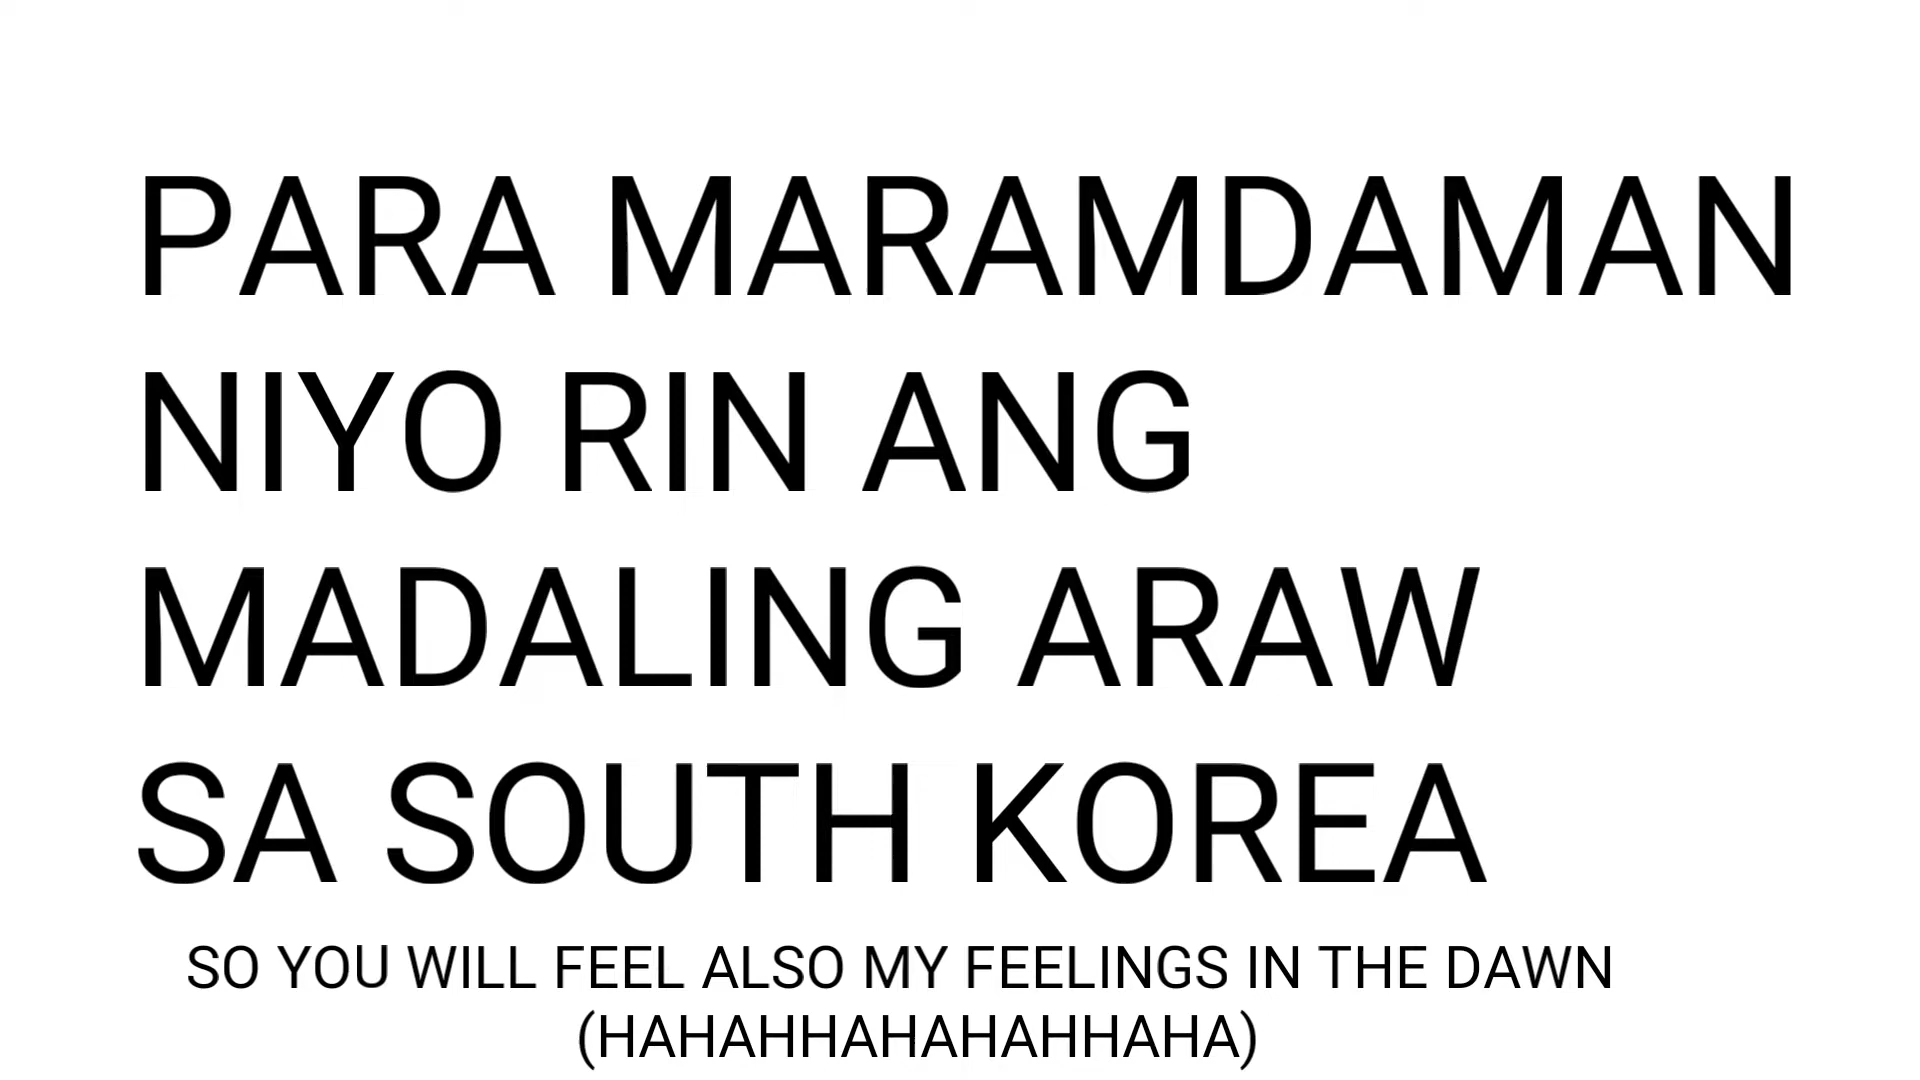 PARA MARAMDAMAN
NIYO RIN ANG
MADALING ARAW
SA SOUTH KOREA
SO YOU WILL FEEL ALSO MY FEELINGS IN THE DAWN
(HAHAHHAHAHAHHAHA)